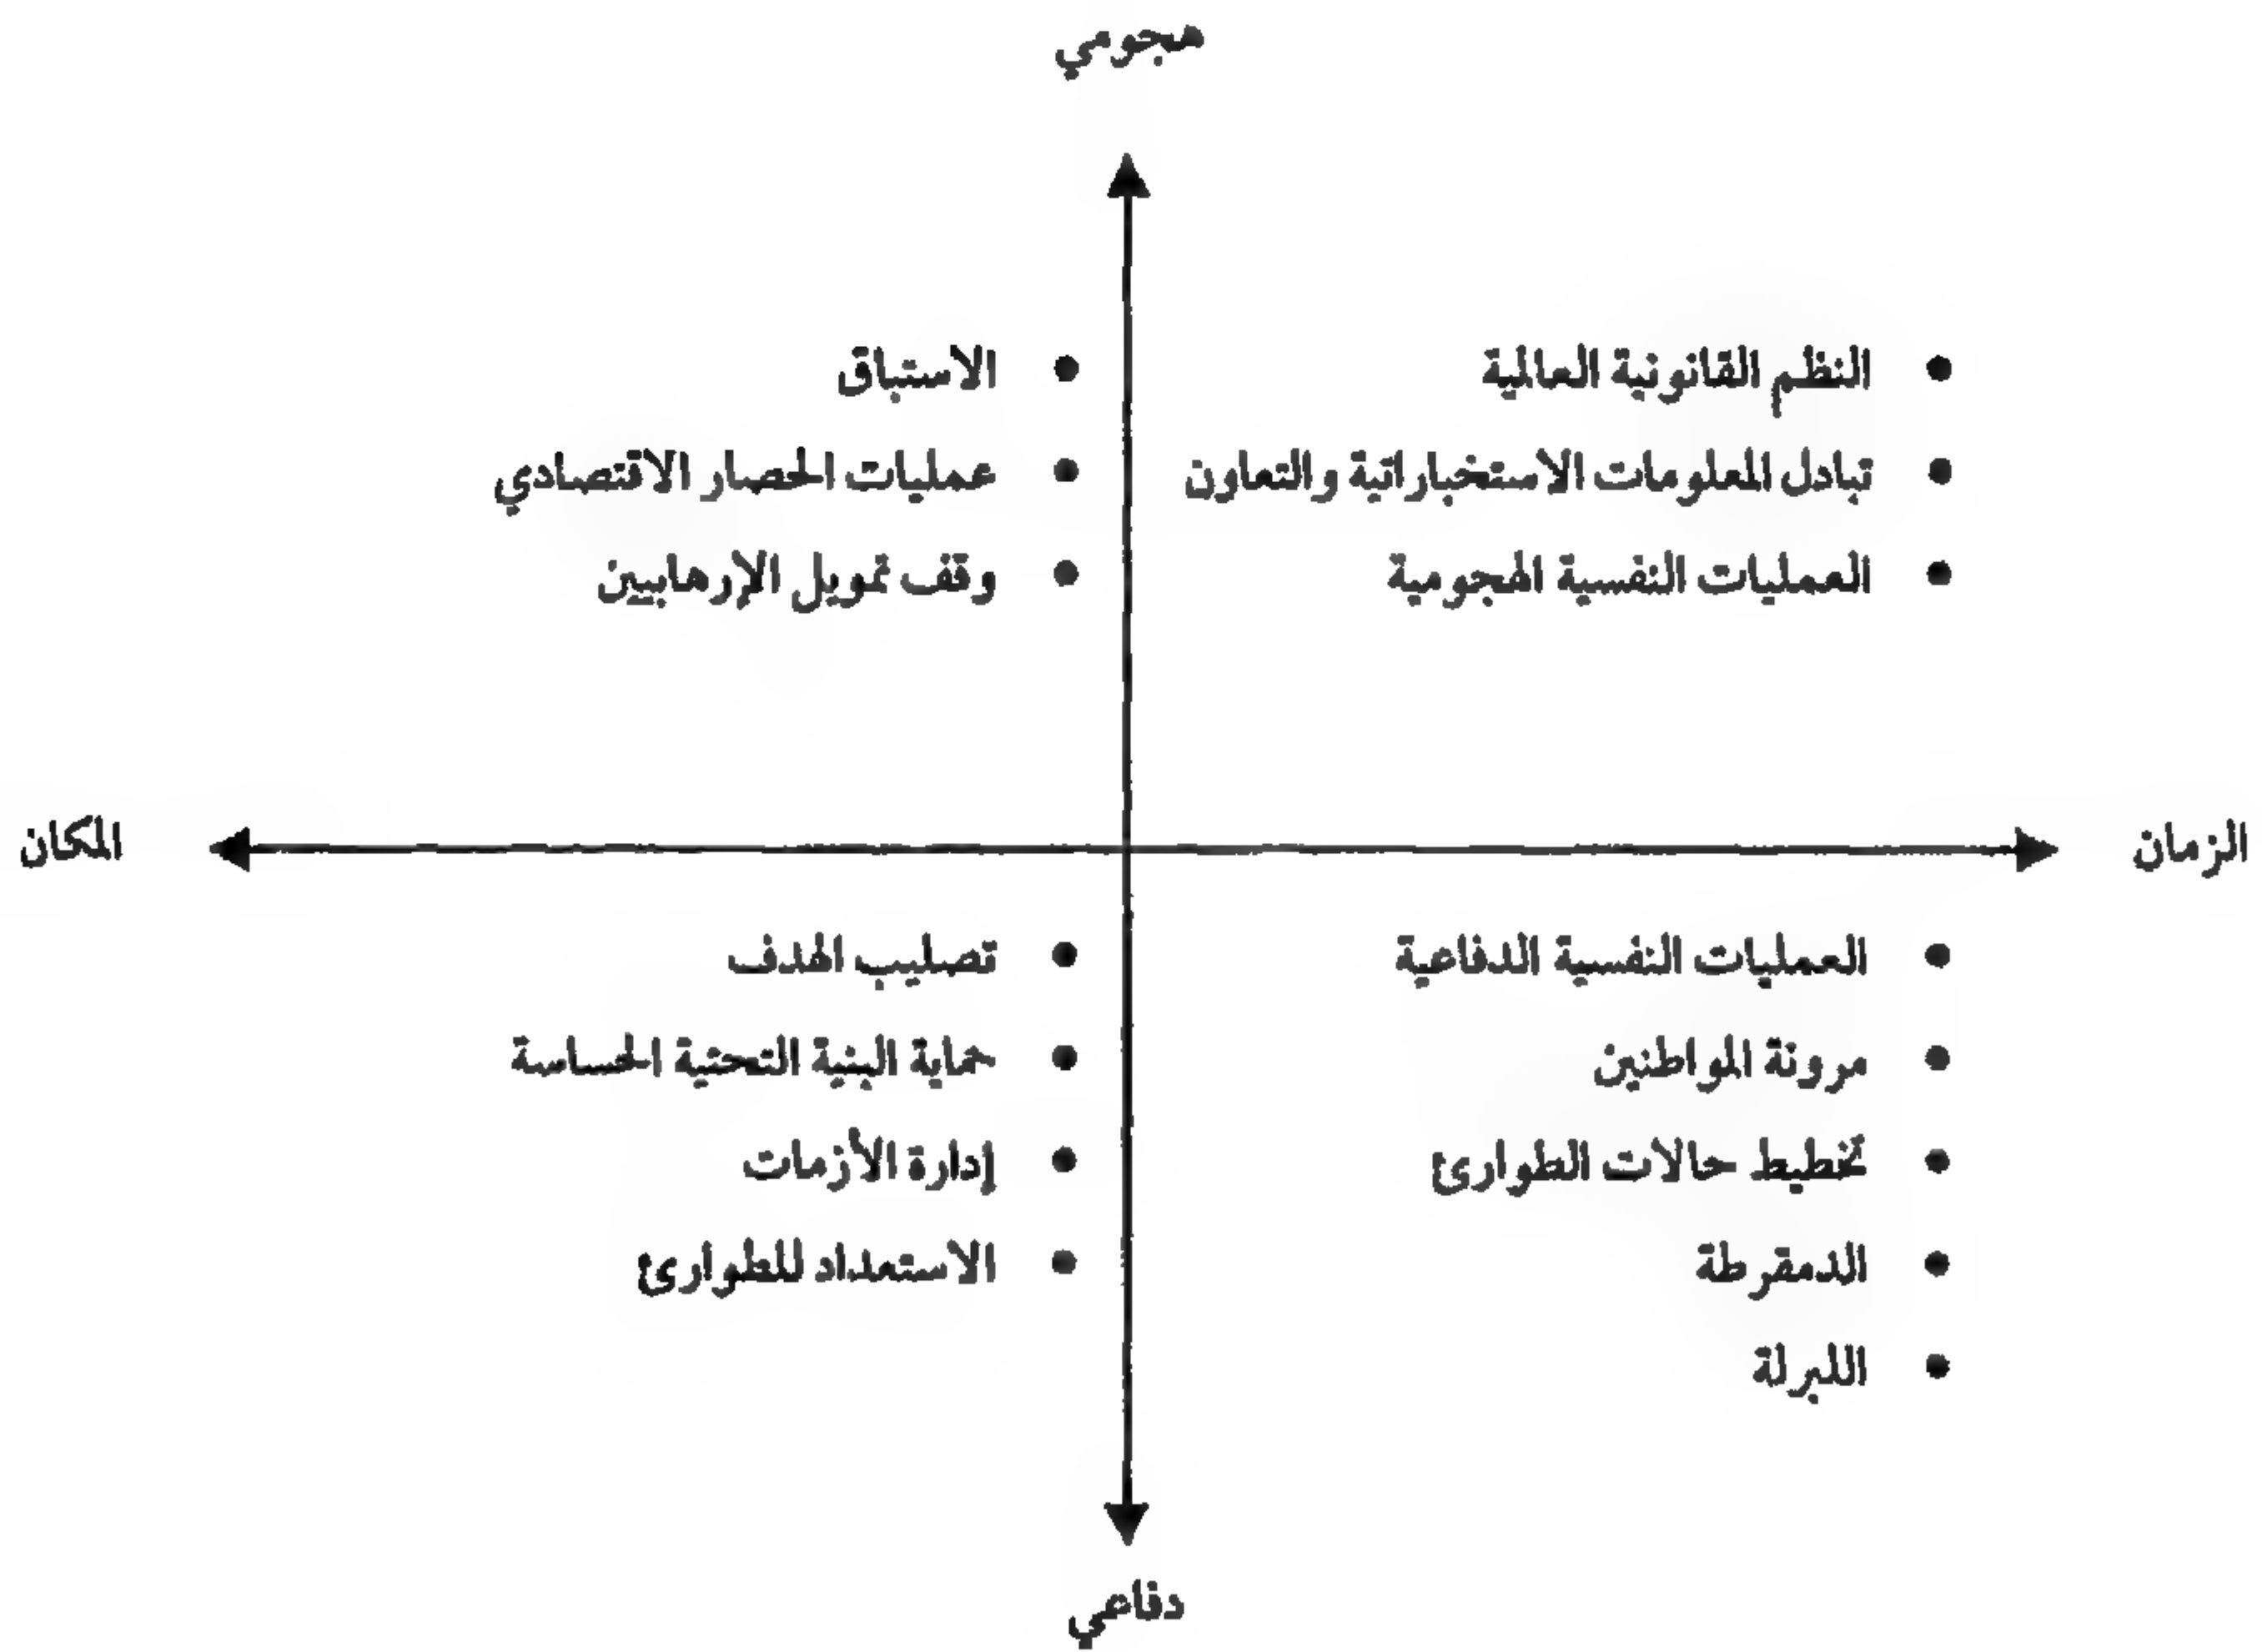 هجومي
النظم القانونية العالمية
تبادل المعلومات الاستخباراتية والتعاون
العمليات النفسية الهجومية
الاستباق
عمليات الحصار الاقتصادي
وقف تمويل الإرهابيين
الزمان
المكان
العمليات النفسية الدفاعية
مرونة المواطنين
تخطيط حالات الطوارئ
الدمقرطة
اللبرلة
تصليب الهدف
حماية البنية التحتية الحساسة
إدارة الأزمات
الاستعداد للطوارئ
دفاعي